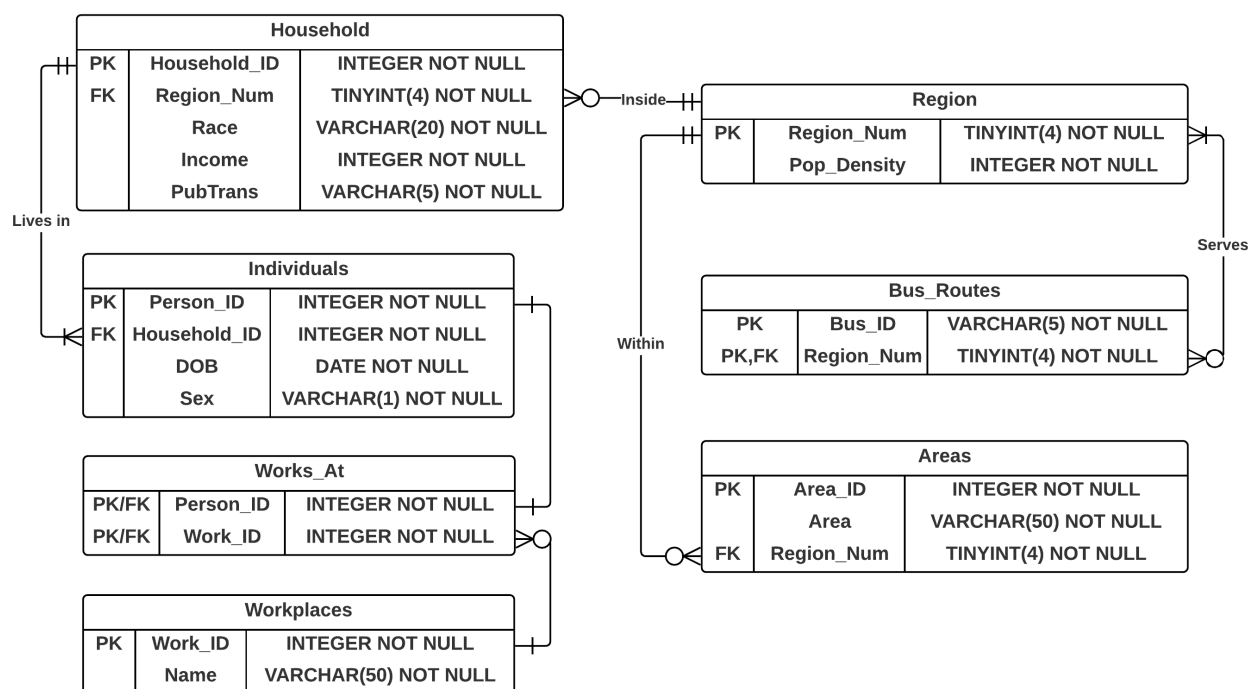 Household
PK Household_ID INTEGER NOT NULL
FK Region_Num TINYINT(4) NOT NULL
Race VARCHAR(20) NOT NULL
Income INTEGER NOT NULL
PubTrans VARCHAR(5) NOT NULL
Inside
Region
PK Region_Num TINYINT(4) NOT NULL
Pop_Density INTEGER NOT NULL
Lives in
Serves
Individuals
PK Person_ID INTEGER NOT NULL
FK Household_ID INTEGER NOT NULL
DOB DATE NOT NULL
Sex VARCHAR(1) NOT NULL
Bus_Routes
PK Bus_ID VARCHAR(5) NOT NULL
PK,FK Region_Num TINYINT(4) NOT NULL
Within
Works_At
PK/FK Person_ID INTEGER NOT NULL
PK/FK Work_ID INTEGER NOT NULL
Areas
PK Area_ID INTEGER NOT NULL
Area VARCHAR(50) NOT NULL
FK Region_Num TINYINT(4) NOT NULL
Workplaces
PK Work_ID INTEGER NOT NULL
Name VARCHAR(50) NOT NULL